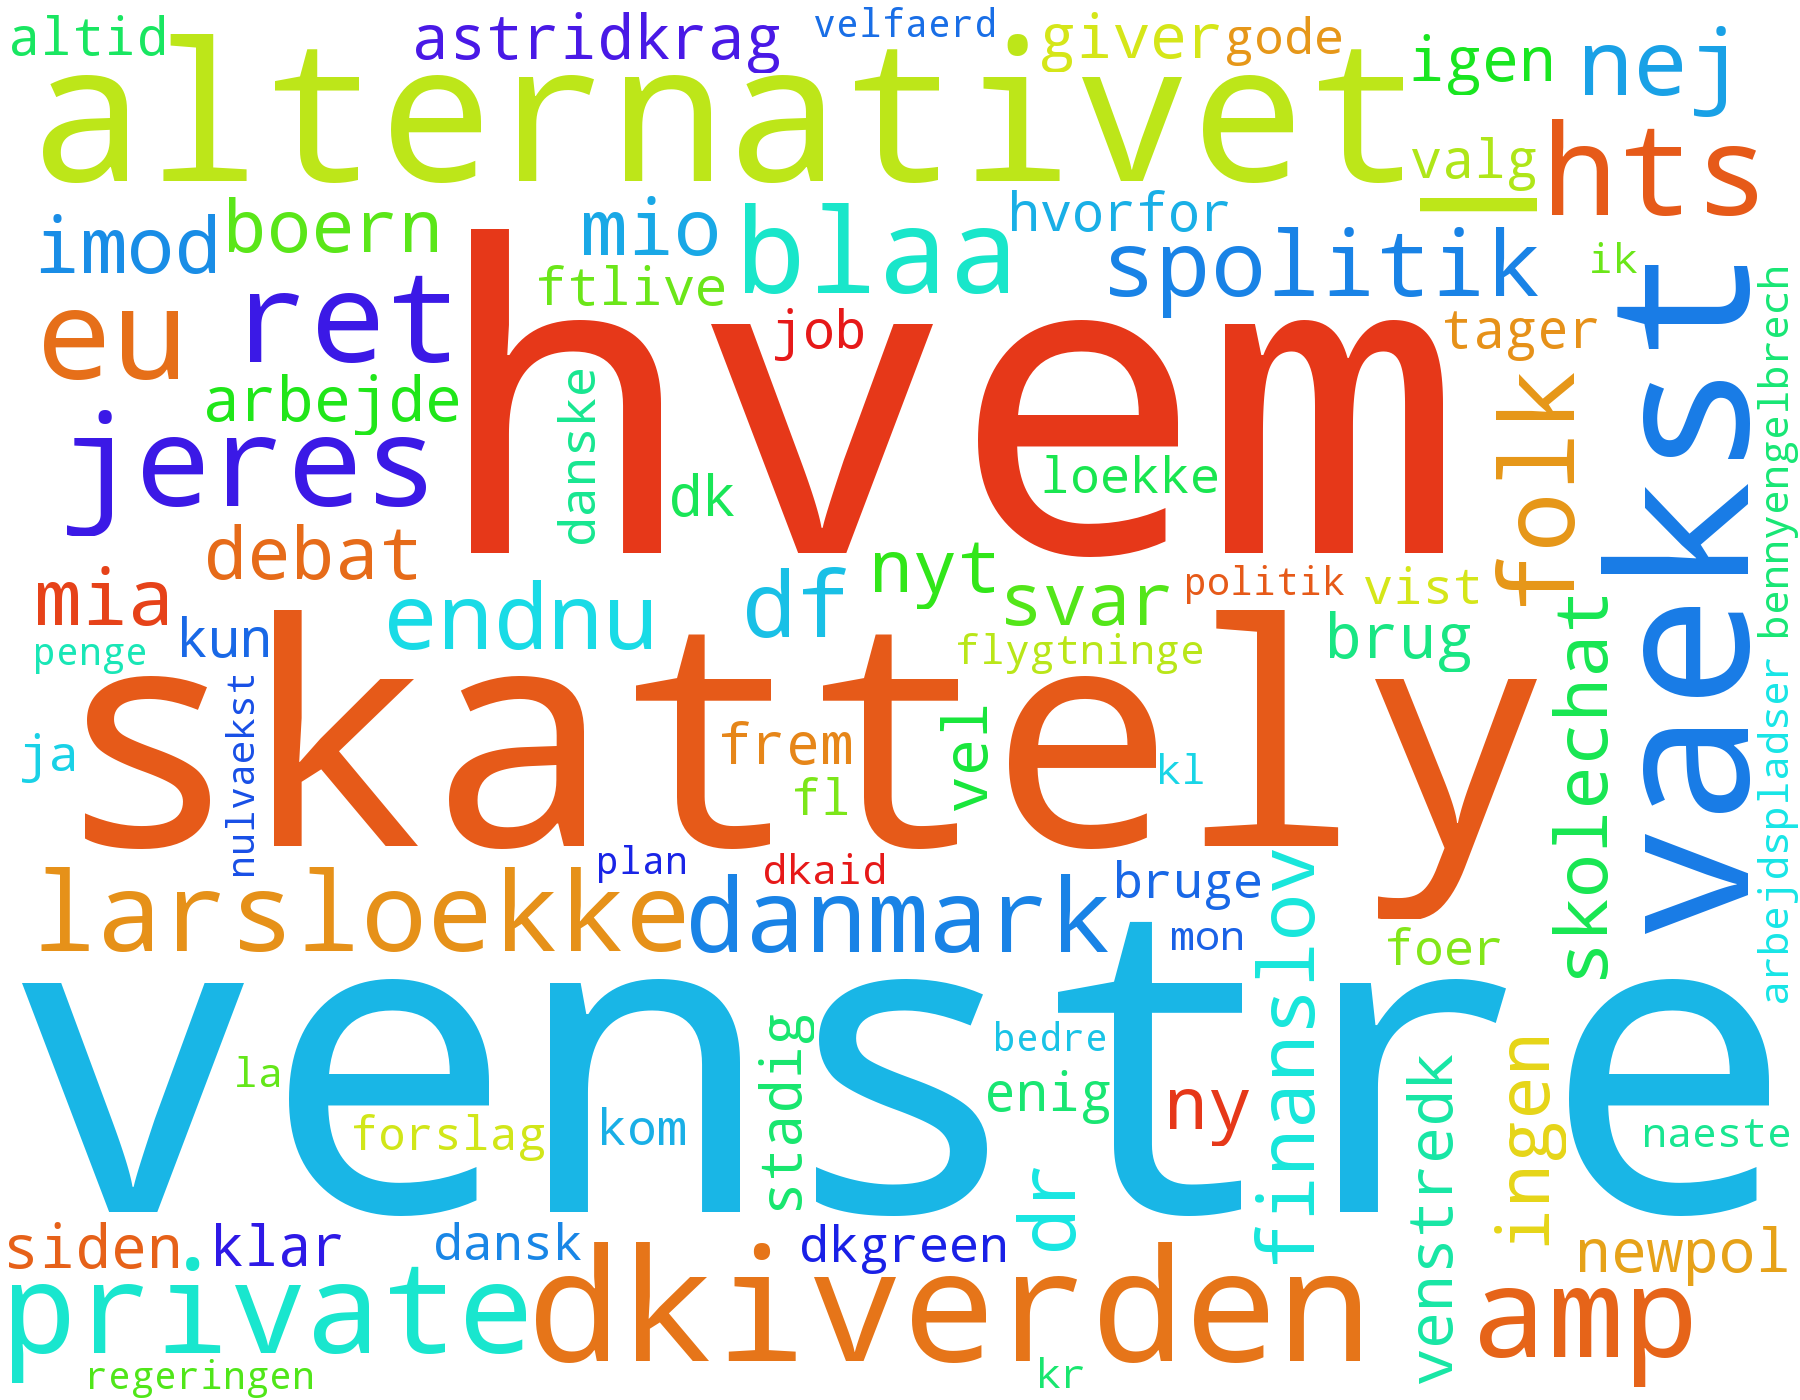 altid
astridkrag
velfaerd
giver
gode
igen
nej
alternativet_
valg
hts
imod
boern
mio
blaa
hvorfor
spolitik
ik
eu
ret
ftlive
job
hvem
tager
folk
vaekst
bennyengelbrech
arbejde
jeres
danske
dk
loekke
debat
mia
endnu
df
nyt
svar
politik
vist
brug
skolechat
arbejdspladser
penge
kun
flygtninge
skattely
ja
nulvaekst
frem
fl
vel
kl
larsloekke
plan
dkaid
danmark
bruge
mon
finanslov
foer
venstre
la
forslag
kom
stadig
bedre
enig
ny
dr
venstredk
ingen
naeste
siden
klar
dansk
dkgreen
newpol
private
dkiverden
amp
regeringen
kr